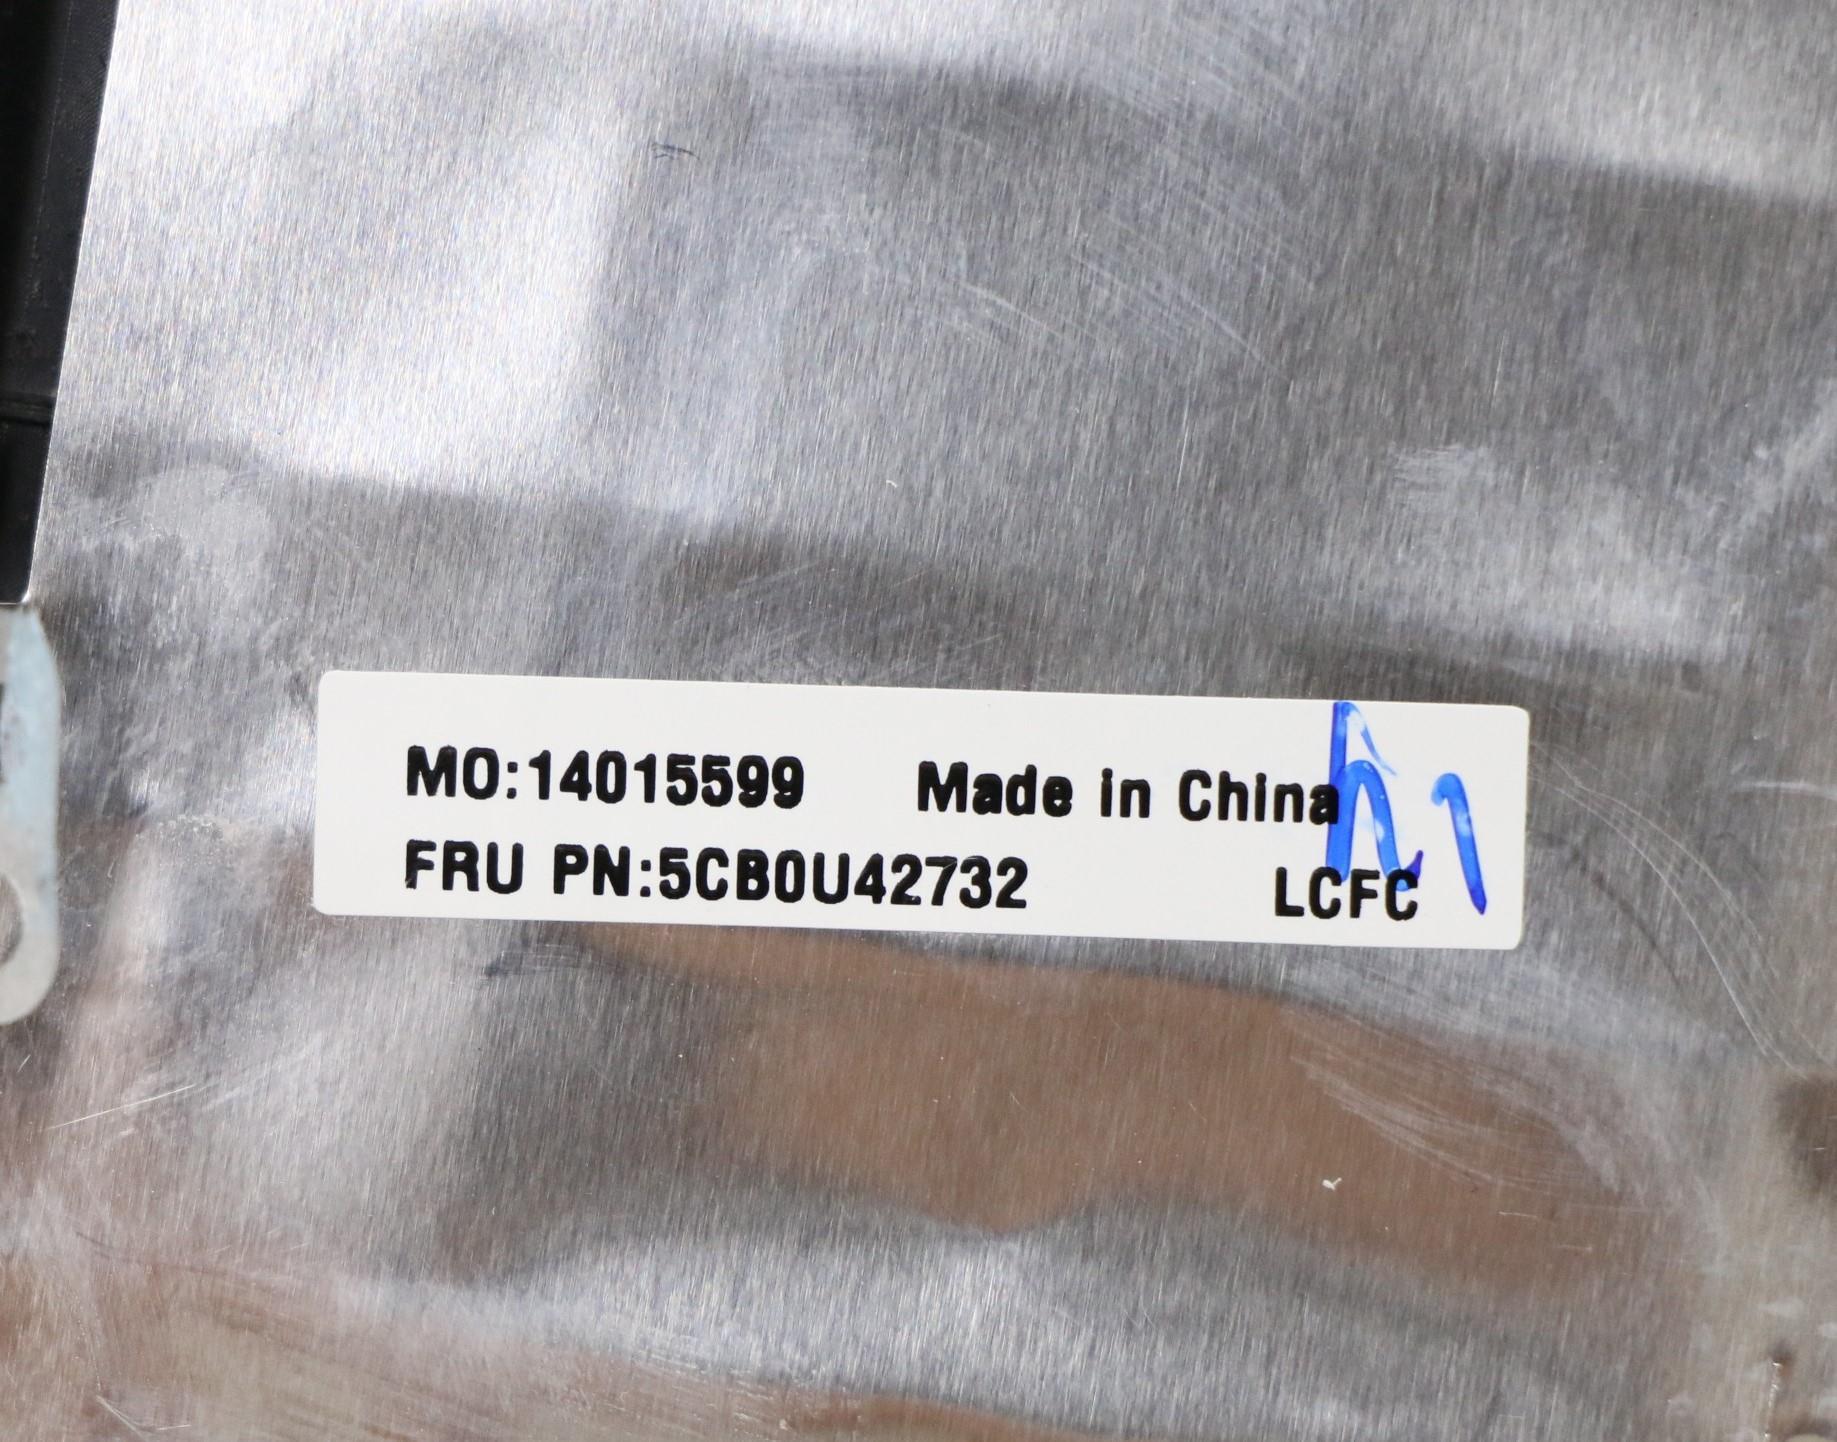 MO:14015599 Made in China
FRU PN:5CB0U42732 LCFC